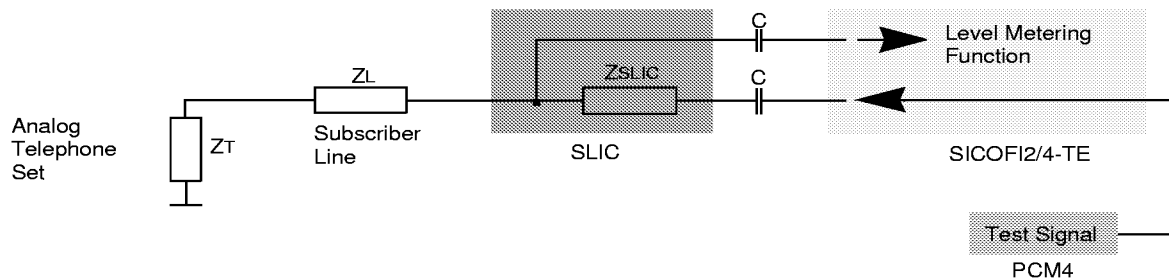 C
Level Metering
Function
ZL
ZSLIC
C
Analog
Telephone
Set
ZT
Subscriber
Line
SLIC
SICOFI2/4-TE
Test Signal
PCM4